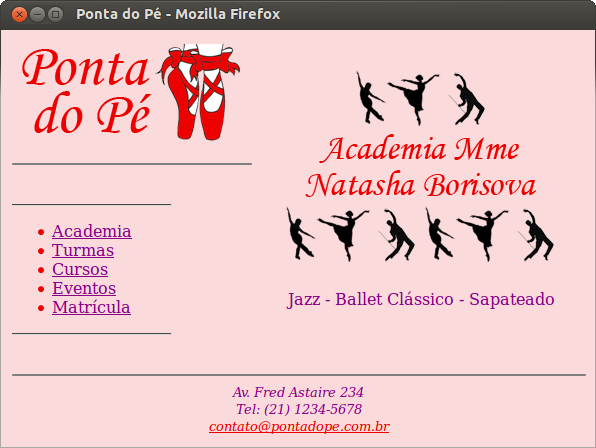 Ponta do Pé - Mozilla Firefox
Ponta
do Pé
Academia
Turmas
Cursos
Eventos
Matrícula
Academia Mme
Natasha Borisova
Jazz - Ballet Clássico - Sapateado
Av. Fred Astaire 234
Tel: (21) 1234-5678
contato@pontadope.com.br